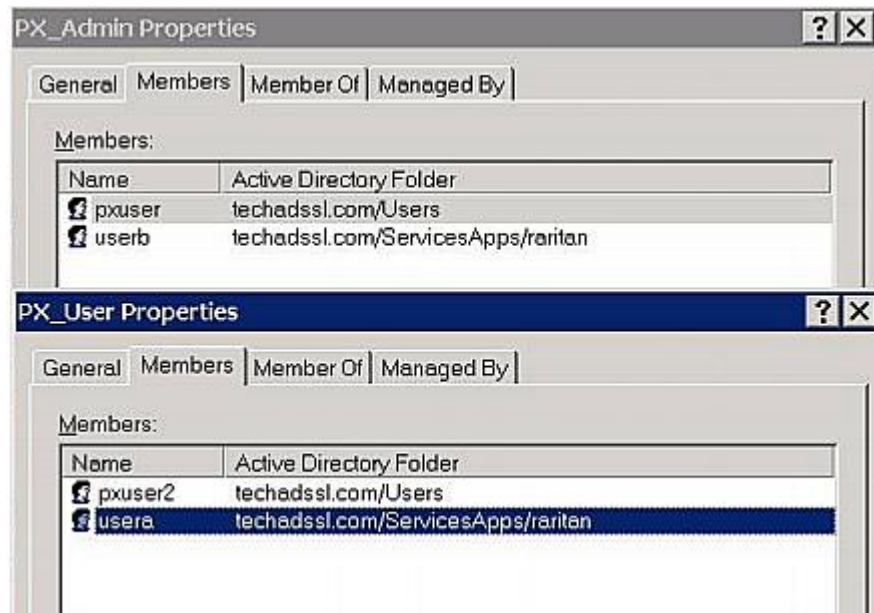 PX_Admin Properties
General Members Member Of Managed By
Members:
Name Active Directory Folder
pxuser techadssl.com/Users
userb techadssl.com/ServicesApps/raritan
PX_User Properties
General Members Member Of Managed By
Members:
Name Active Directory Folder
pxuser2 techadssl.com/Users
usera techadssl.com/ServicesApps/raritan